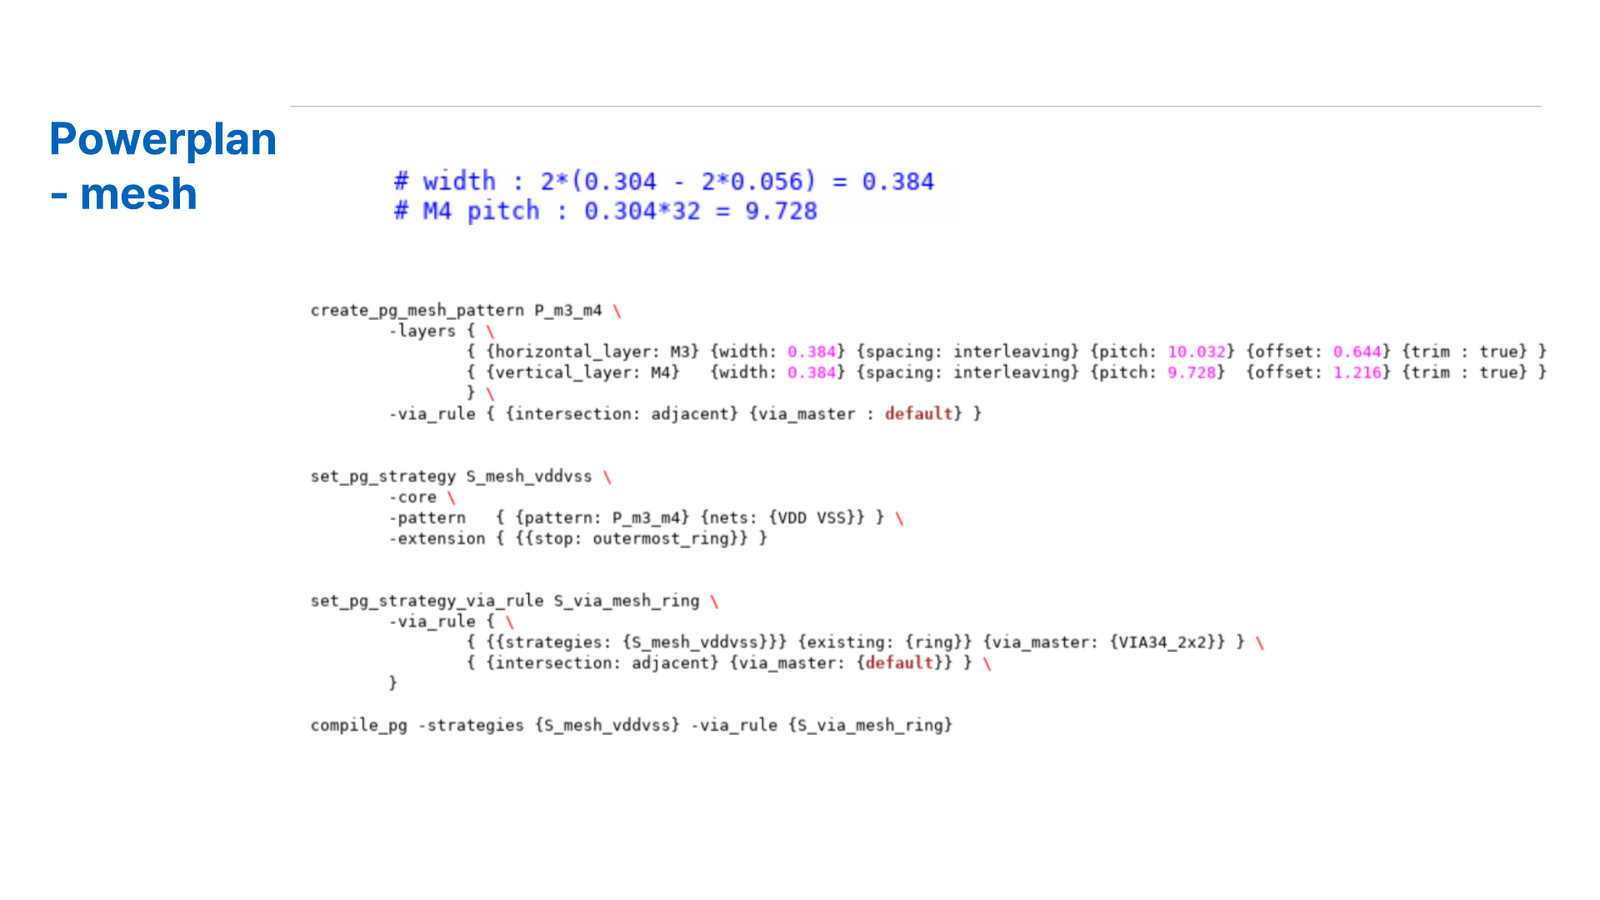 Powerplan
- mesh
# width : 2*(0.304 - 2*0.056) = 0.384
# M4 pitch : 0.304*32 = 9.728
create_pg_mesh_pattern P_m3_m4 \
-layers { \
{ {horizontal_layer: M3} {width: 0.384} {spacing: interleaving} {pitch: 10.032} {offset: 0.644} {trim : true} }
{ {vertical_layer: M4} {width: 0.384} {spacing: interleaving} {pitch: 9.728} {offset: 1.216} {trim : true} }
} \
-via_rule { {intersection: adjacent} {via_master : default} }
set_pg_strategy S_mesh_vddvss \
-core \
-pattern { {pattern: P_m3_m4} {nets: {VDD VSS}} } \
-extension { {{stop: outermost_ring}} }
set_pg_strategy_via_rule S_via_mesh_ring \
-via_rule { \
{ {{strategies: {S_mesh_vddvss}}} {existing: {ring}} {via_master: {VIA34_2x2}} } \
{ {intersection: adjacent} {via_master: {default}} } \
}
compile_pg -strategies {S_mesh_vddvss} -via_rule {S_via_mesh_ring}